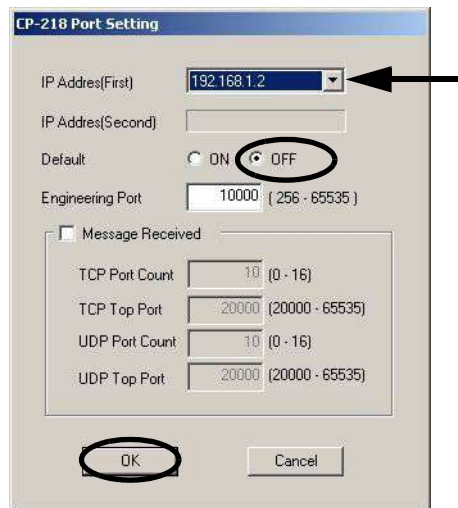 CP-218 Port Setting
IP Addres(First) 192.168.1.2
IP Addres(Second)
Default ON OFF
Engineering Port 10000 ( 256 - 65535 )
Message Received
TCP Port Count 10 (0 - 16)
TCP Top Port 20000 (20000 - 65535)
UDP Port Count 10 (0 - 16)
UDP Top Port 20000 (20000 - 65535)
OK Cancel